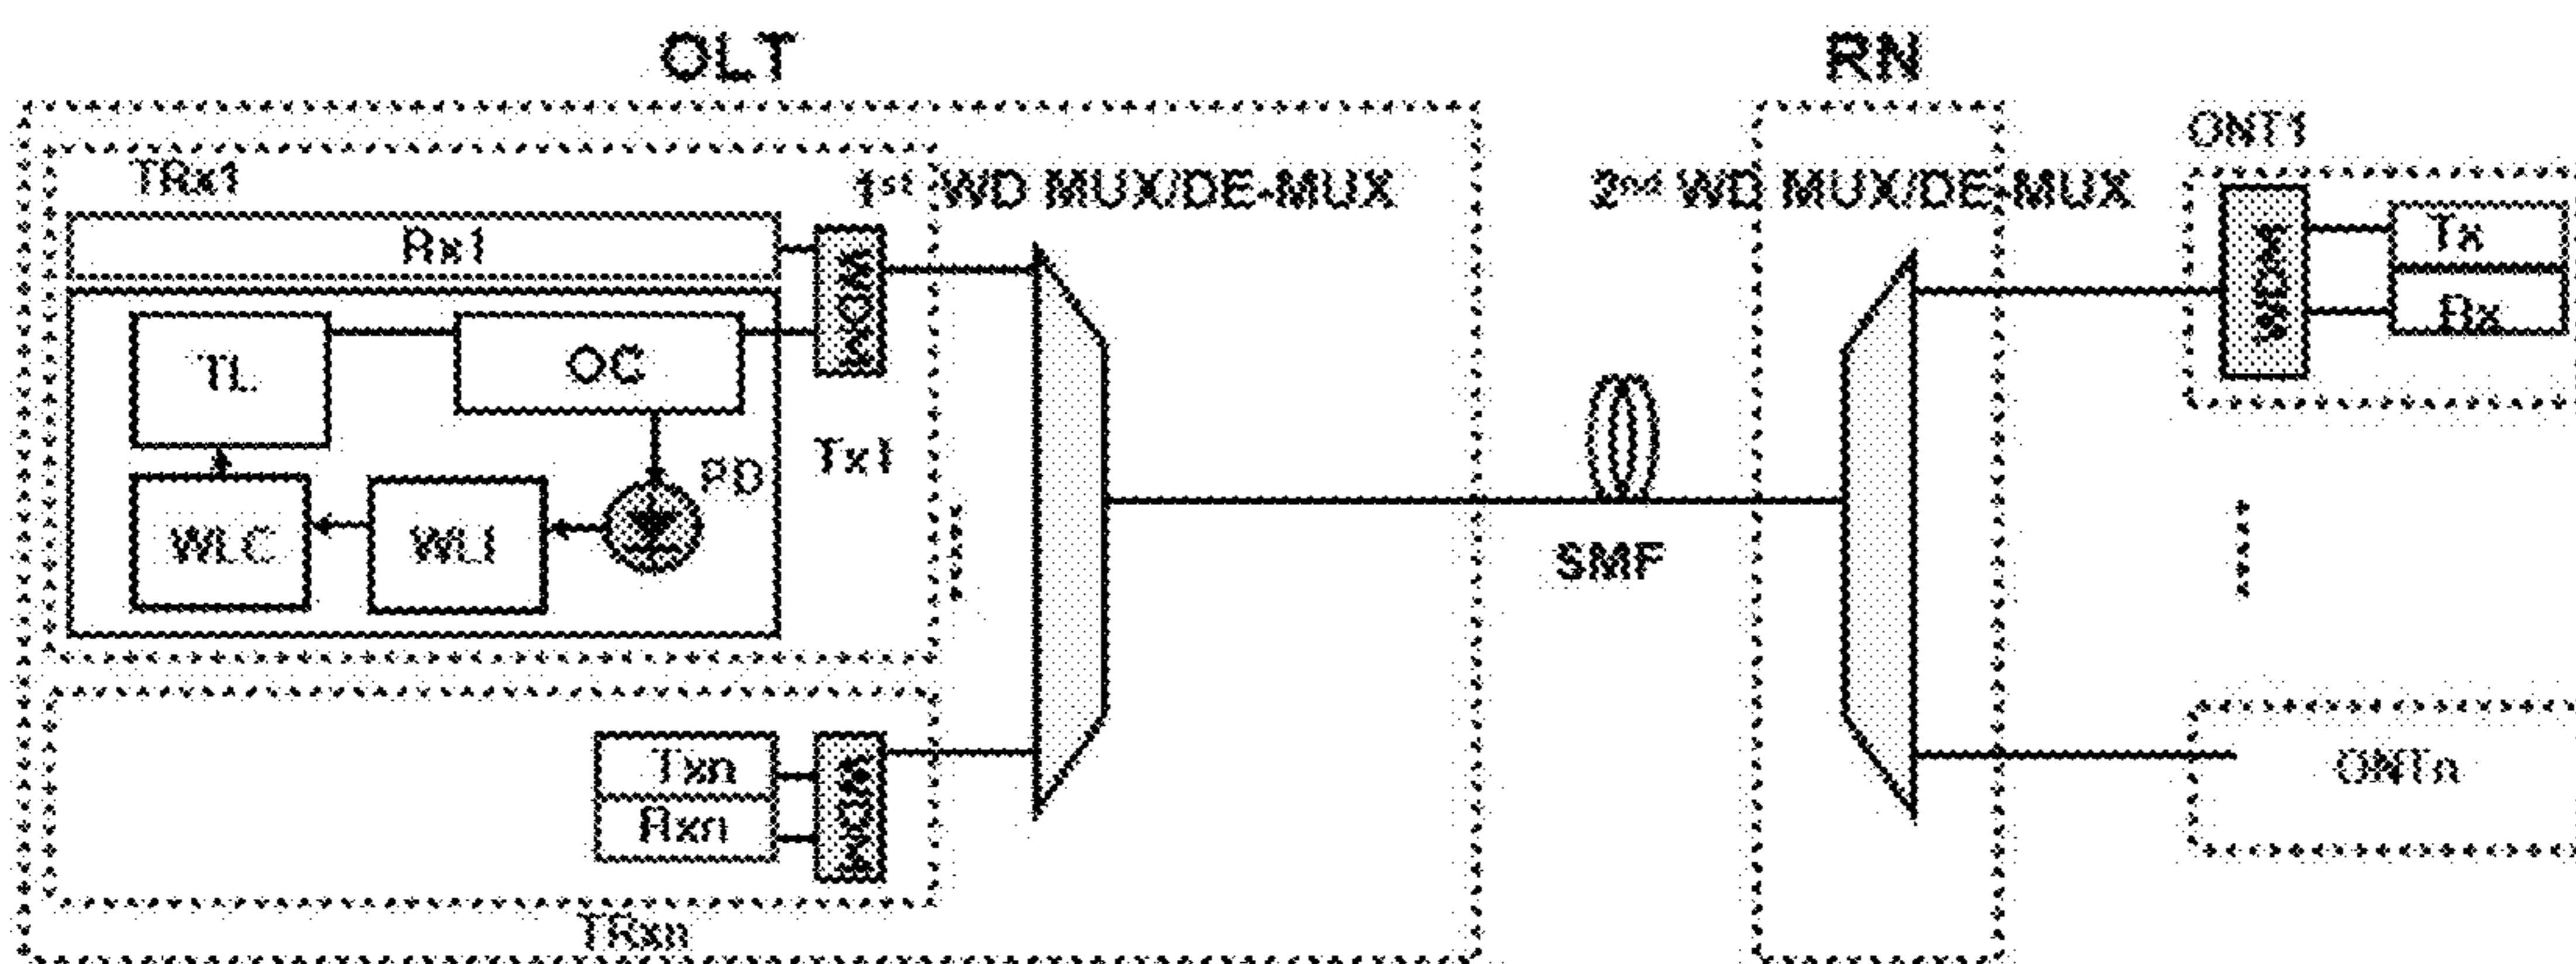 OLT
RN
ONT1
TRx1
1st WD MUX/DE-MUX
2nd WD MUX/DE-MUX
Rx1
WDM
WDM
Tx
Rx
TL
OC
Tx1
PD
WLC
WLI
SMF
Txn
Rxn
WDM
ONTn
TRxn